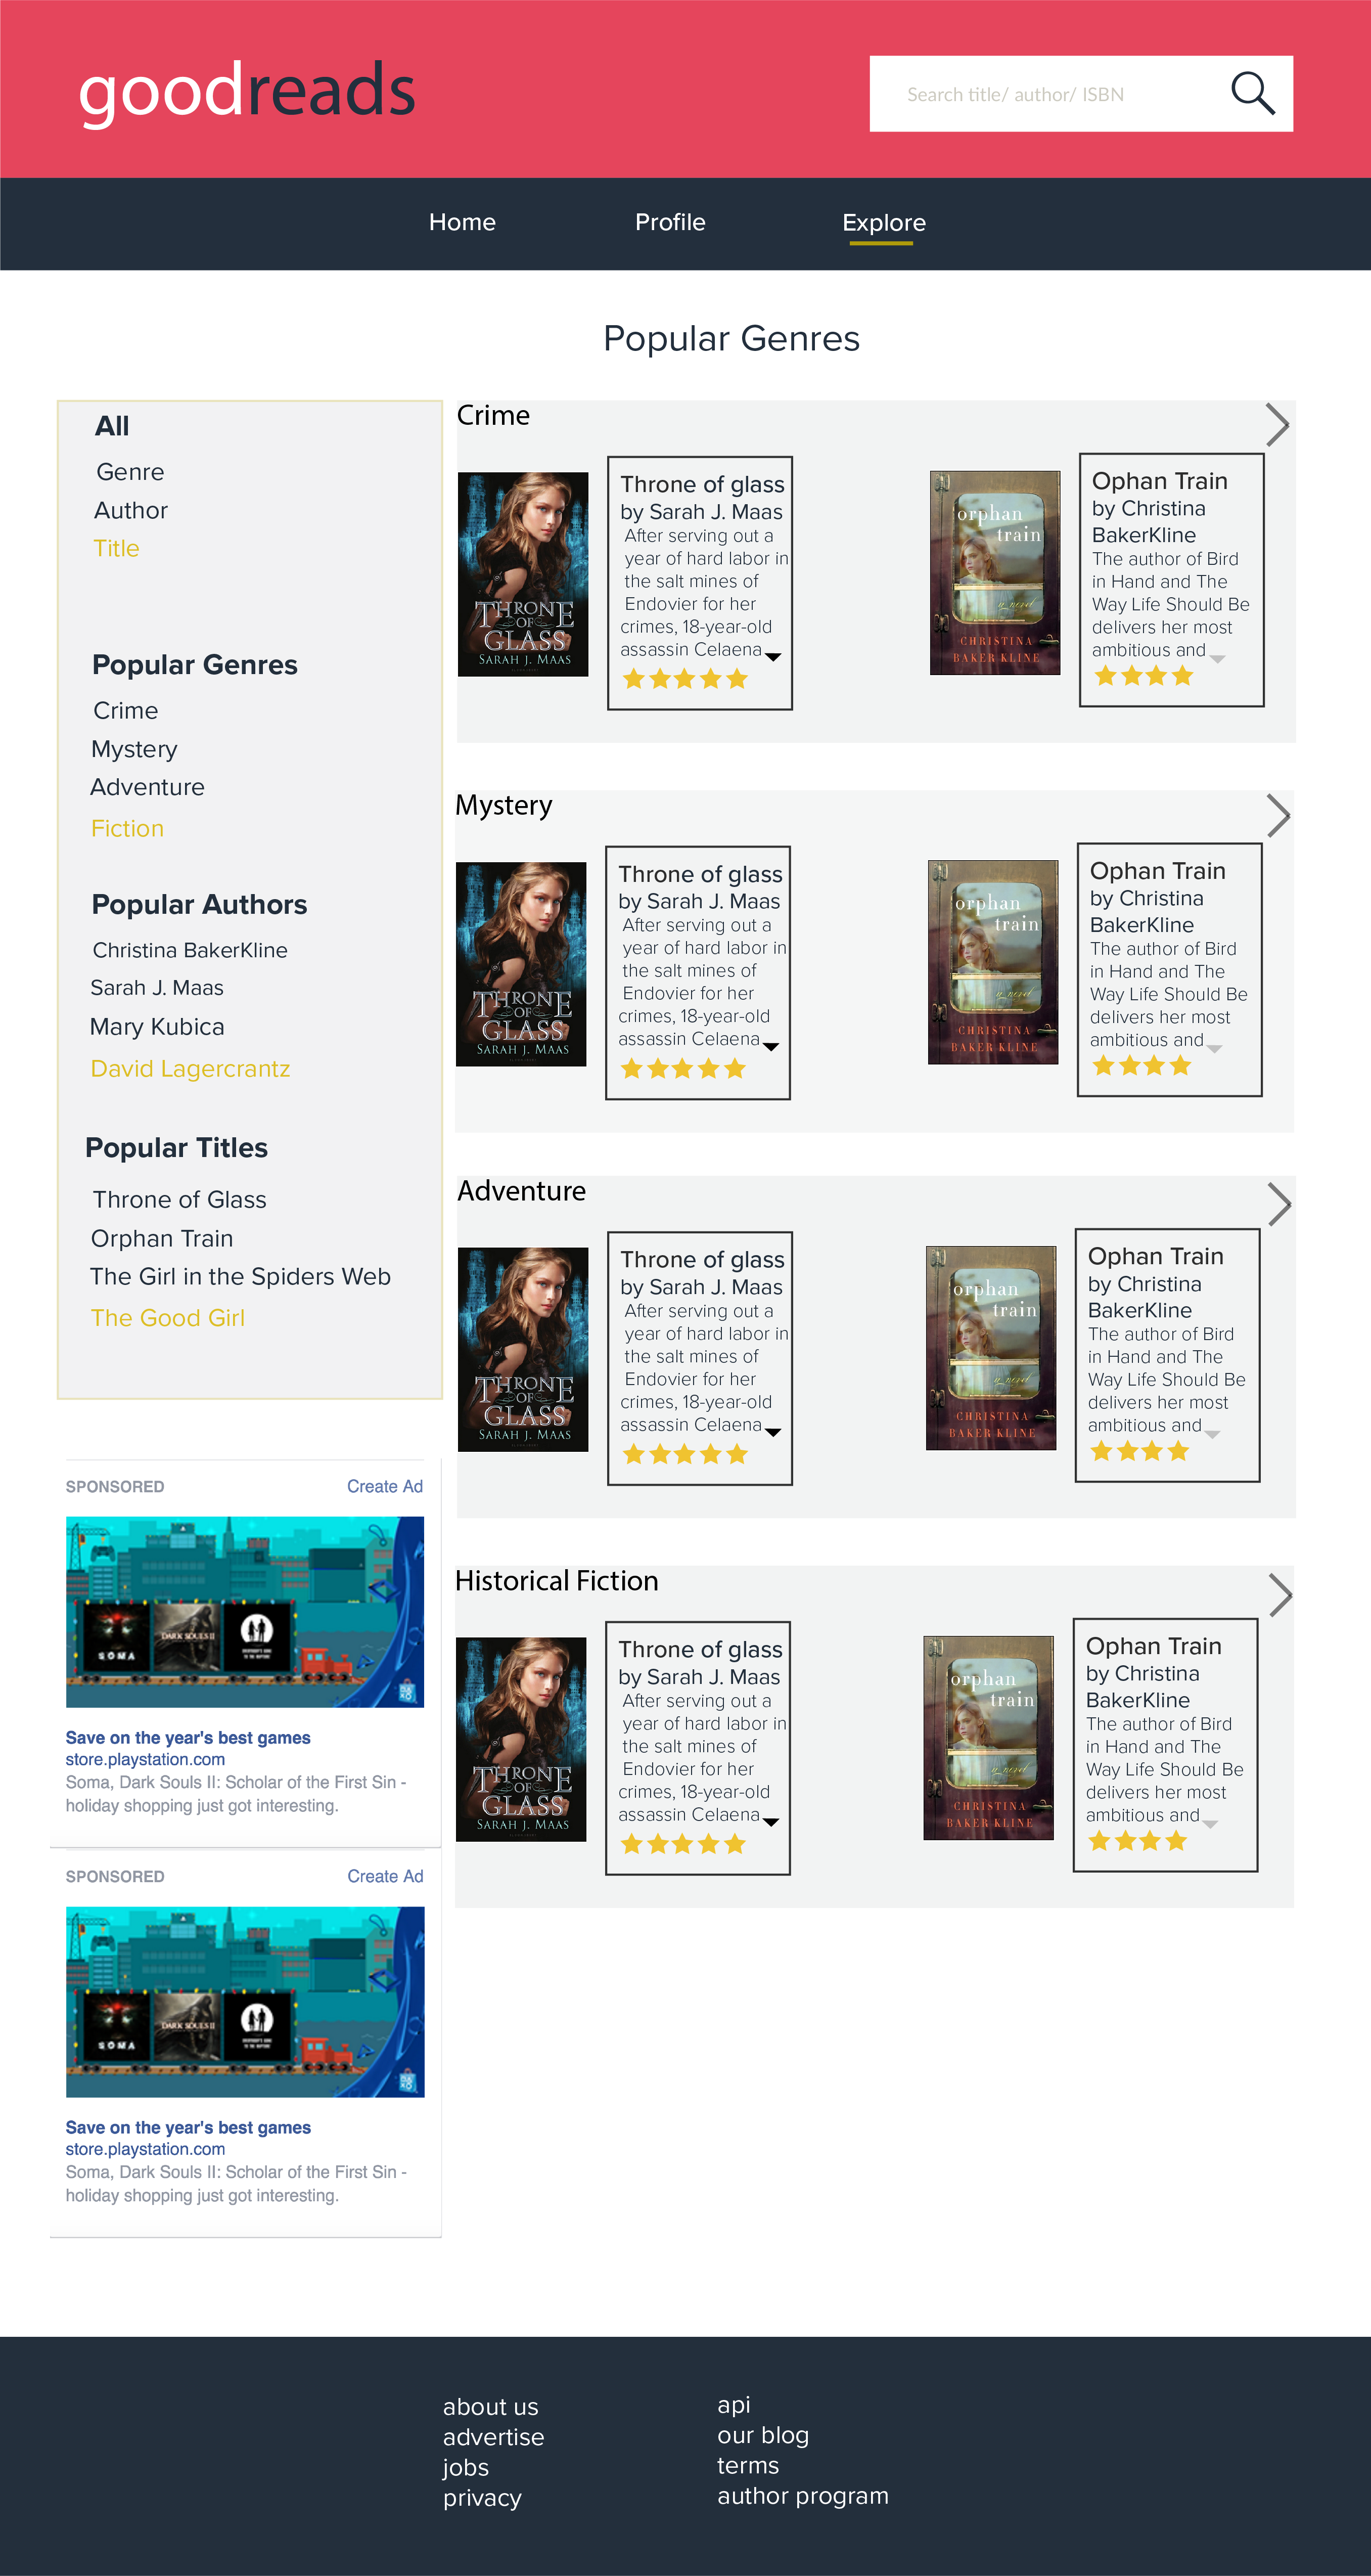 goodreads
Search title/ author/ ISBN
Home
Profile
Explore
Popular Genres
All
Genre
Author
Title
Popular Genres
Crime
Mystery
Adventure
Fiction
Popular Authors
Christina BakerKline
Sarah J. Maas
Mary Kubica
David Lagercrantz
Popular Titles
Throne of Glass
Orphan Train
The Girl in the Spiders Web
The Good Girl
SPONSORED
Create Ad
SOMA
DARK SOULS II
Save on the year's best games
store.playstation.com
Soma, Dark Souls II: Scholar of the First Sin -
holiday shopping just got interesting.
SPONSORED
Create Ad
SOMA
DARK SOULS II
Save on the year's best games
store.playstation.com
Soma, Dark Souls II: Scholar of the First Sin -
holiday shopping just got interesting.
Crime
THRONE
OF
GLASS
SARAH J. MAAS
Throne of glass
by Sarah J. Maas
After serving out a
year of hard labor in
the salt mines of
Endovier for her
crimes, 18-year-old
assassin Celaena
orphan
train
a novel
CHRISTINA
BAKER KLINE
Ophan Train
by Christina
BakerKline
The author of Bird
in Hand and The
Way Life Should Be
delivers her most
ambitious and
Mystery
THRONE
OF
GLASS
SARAH J. MAAS
Throne of glass
by Sarah J. Maas
After serving out a
year of hard labor in
the salt mines of
Endovier for her
crimes, 18-year-old
assassin Celaena
orphan
train
a novel
CHRISTINA
BAKER KLINE
Ophan Train
by Christina
BakerKline
The author of Bird
in Hand and The
Way Life Should Be
delivers her most
ambitious and
Adventure
THRONE
OF
GLASS
SARAH J. MAAS
Throne of glass
by Sarah J. Maas
After serving out a
year of hard labor in
the salt mines of
Endovier for her
crimes, 18-year-old
assassin Celaena
orphan
train
a novel
CHRISTINA
BAKER KLINE
Ophan Train
by Christina
BakerKline
The author of Bird
in Hand and The
Way Life Should Be
delivers her most
ambitious and
Historical Fiction
THRONE
OF
GLASS
SARAH J. MAAS
Throne of glass
by Sarah J. Maas
After serving out a
year of hard labor in
the salt mines of
Endovier for her
crimes, 18-year-old
assassin Celaena
orphan
train
a novel
CHRISTINA
BAKER KLINE
Ophan Train
by Christina
BakerKline
The author of Bird
in Hand and The
Way Life Should Be
delivers her most
ambitious and
about us
advertise
jobs
privacy
api
our blog
terms
author program